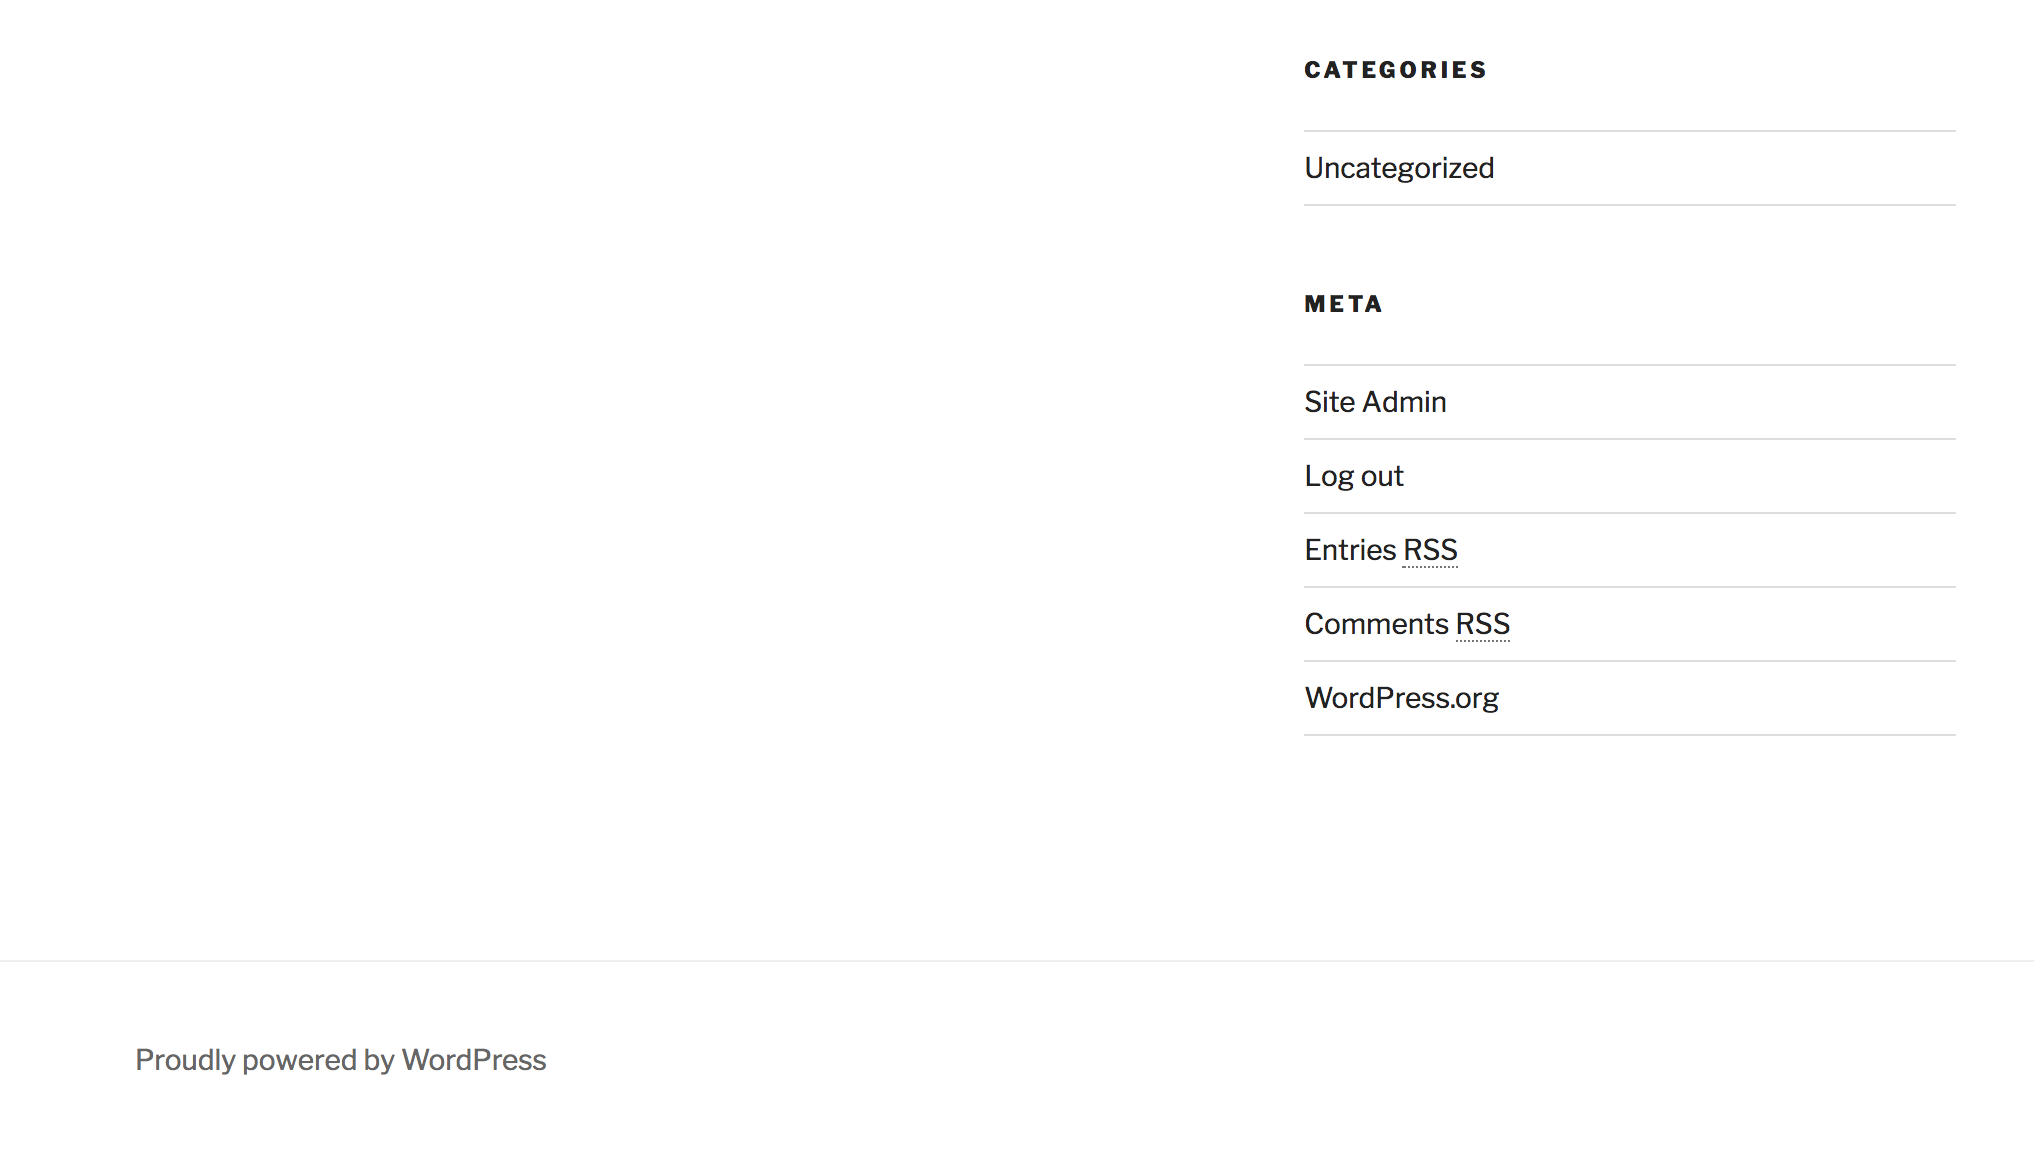 CATEGORIES
Uncategorized
META
Site Admin
Log out
Entries RSS
Comments RSS
WordPress.org
Proudly powered by WordPress